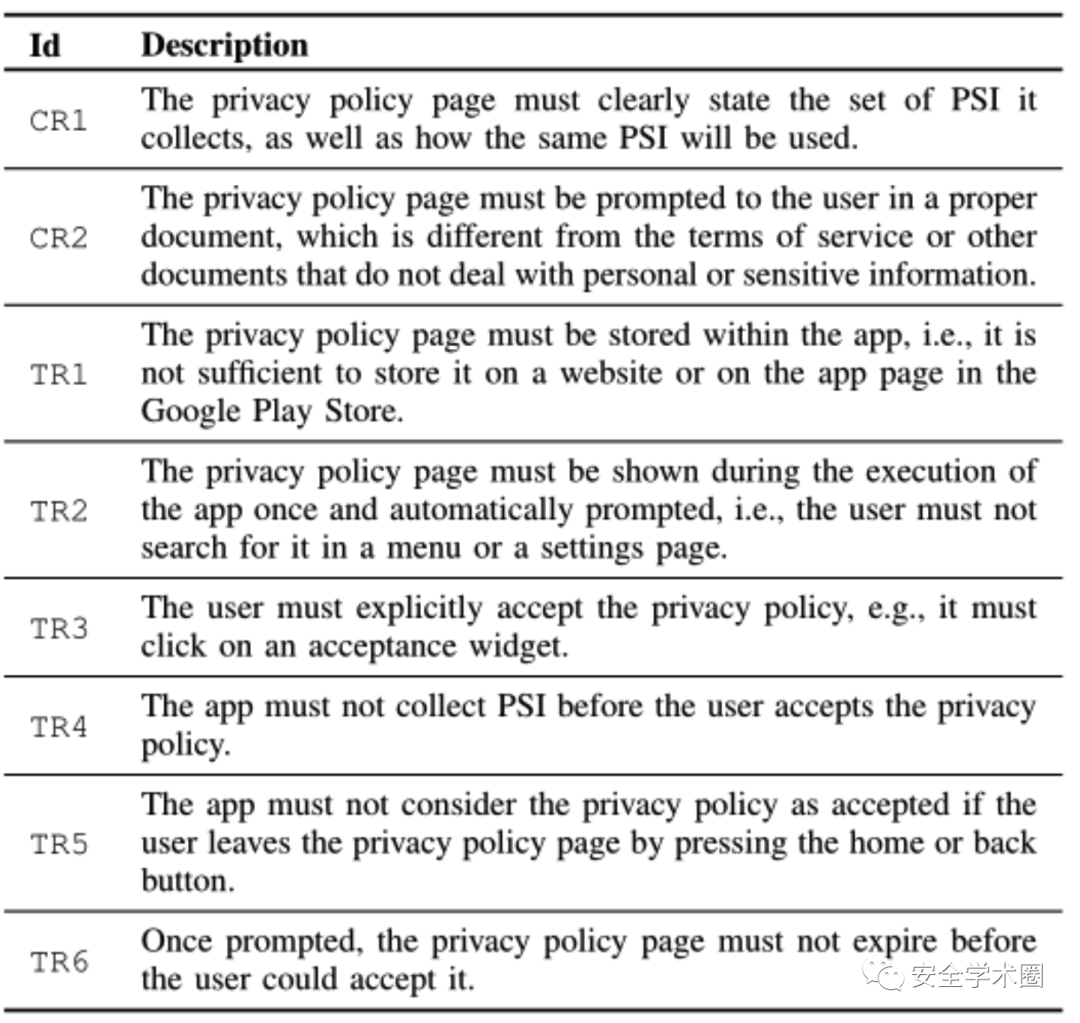 Id Description
CR1 The privacy policy page must clearly state the set of PSI it
collects, as well as how the same PSI will be used.
CR2 The privacy policy page must be prompted to the user in a proper
document, which is different from the terms of service or other
documents that do not deal with personal or sensitive information.
TR1 The privacy policy page must be stored within the app, i.e., it is
not sufficient to store it on a website or on the app page in the
Google Play Store.
TR2 The privacy policy page must be shown during the execution of
the app once and automatically prompted, i.e., the user must not
search for it in a menu or a settings page.
TR3 The user must explicitly accept the privacy policy, e.g., it must
click on an acceptance widget.
TR4 The app must not collect PSI before the user accepts the privacy
policy.
TR5 The app must not consider the privacy policy as accepted if the
user leaves the privacy policy page by pressing the home or back
button.
TR6 Once prompted, the privacy policy page must not expire before
the user could accept it.
安全学术圈